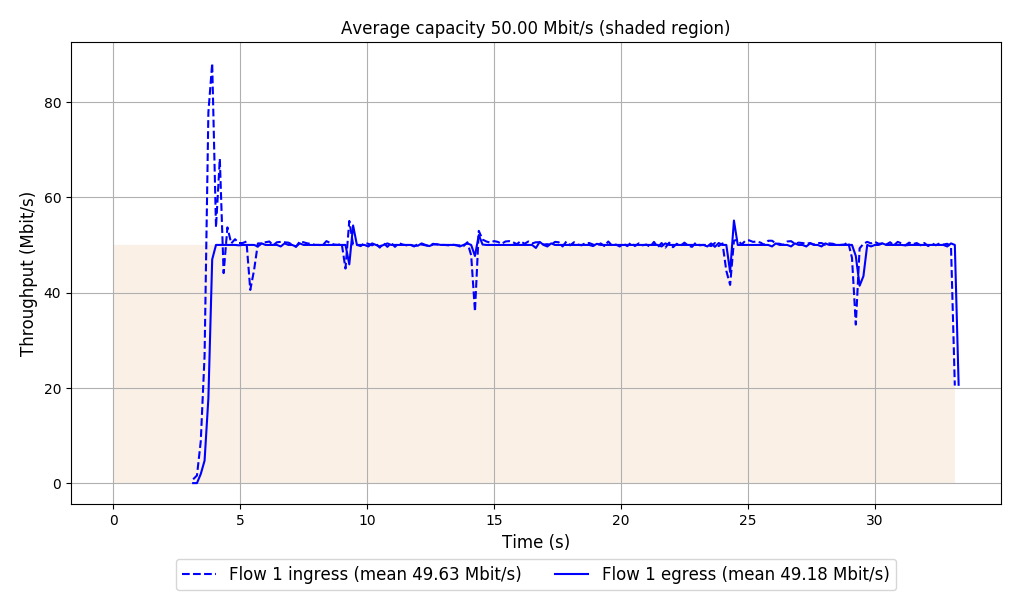 Average capacity 50.00 Mbit/s (shaded region)
Throughput (Mbit/s)
80
60
40
20
0
0 5 10 15 20 25 30
Time (s)
Flow 1 ingress (mean 49.63 Mbit/s) Flow 1 egress (mean 49.18 Mbit/s)